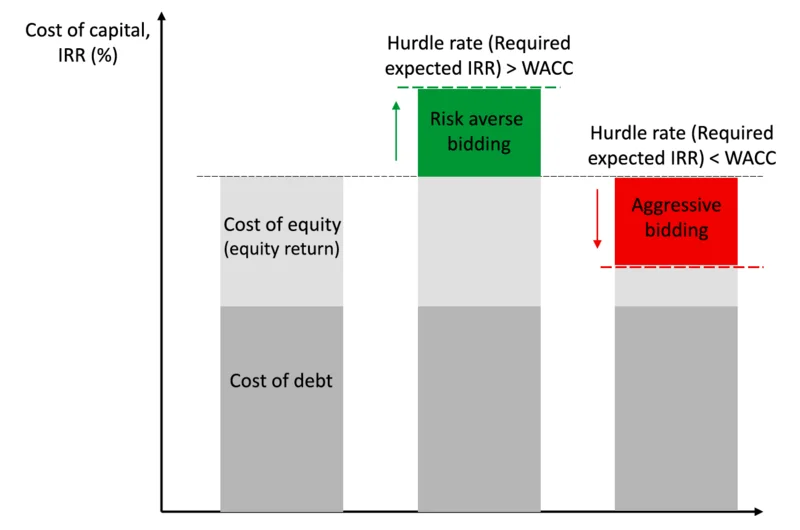 Cost of capital,
IRR (%)
Hurdle rate (Required
expected IRR) > WACC
Risk averse
bidding
Hurdle rate (Required
expected IRR) < WACC
Aggressive
bidding
Cost of equity
(equity return)
Cost of debt